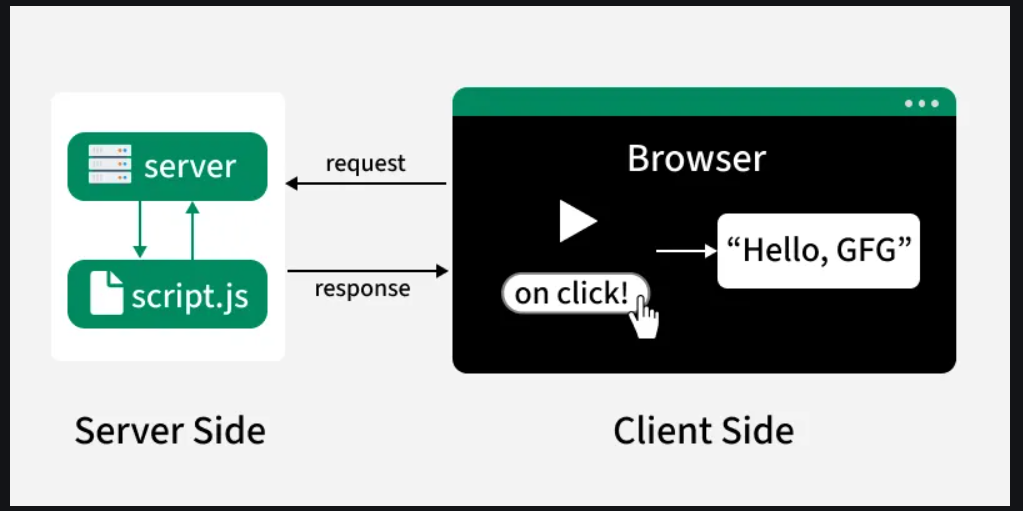 server
script.js
request
response
Browser
on click!
“Hello, GFG”
Server Side
Client Side